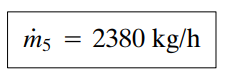 ṁ₅ = 2380 kg/h